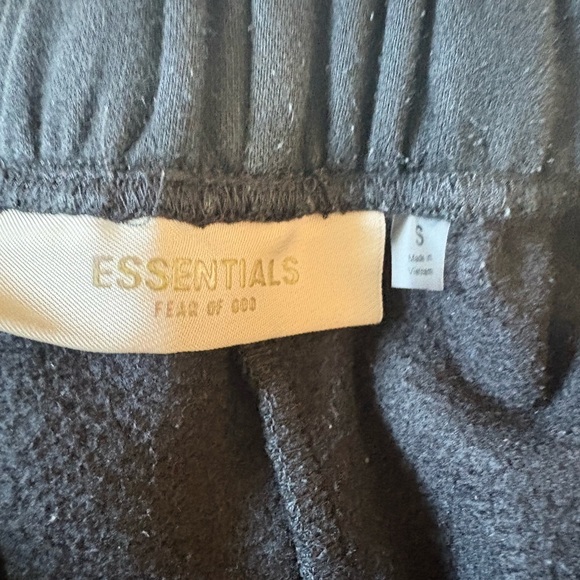 ESSENTIALS
FEAR OF GOD
S
Made in
Vietnam